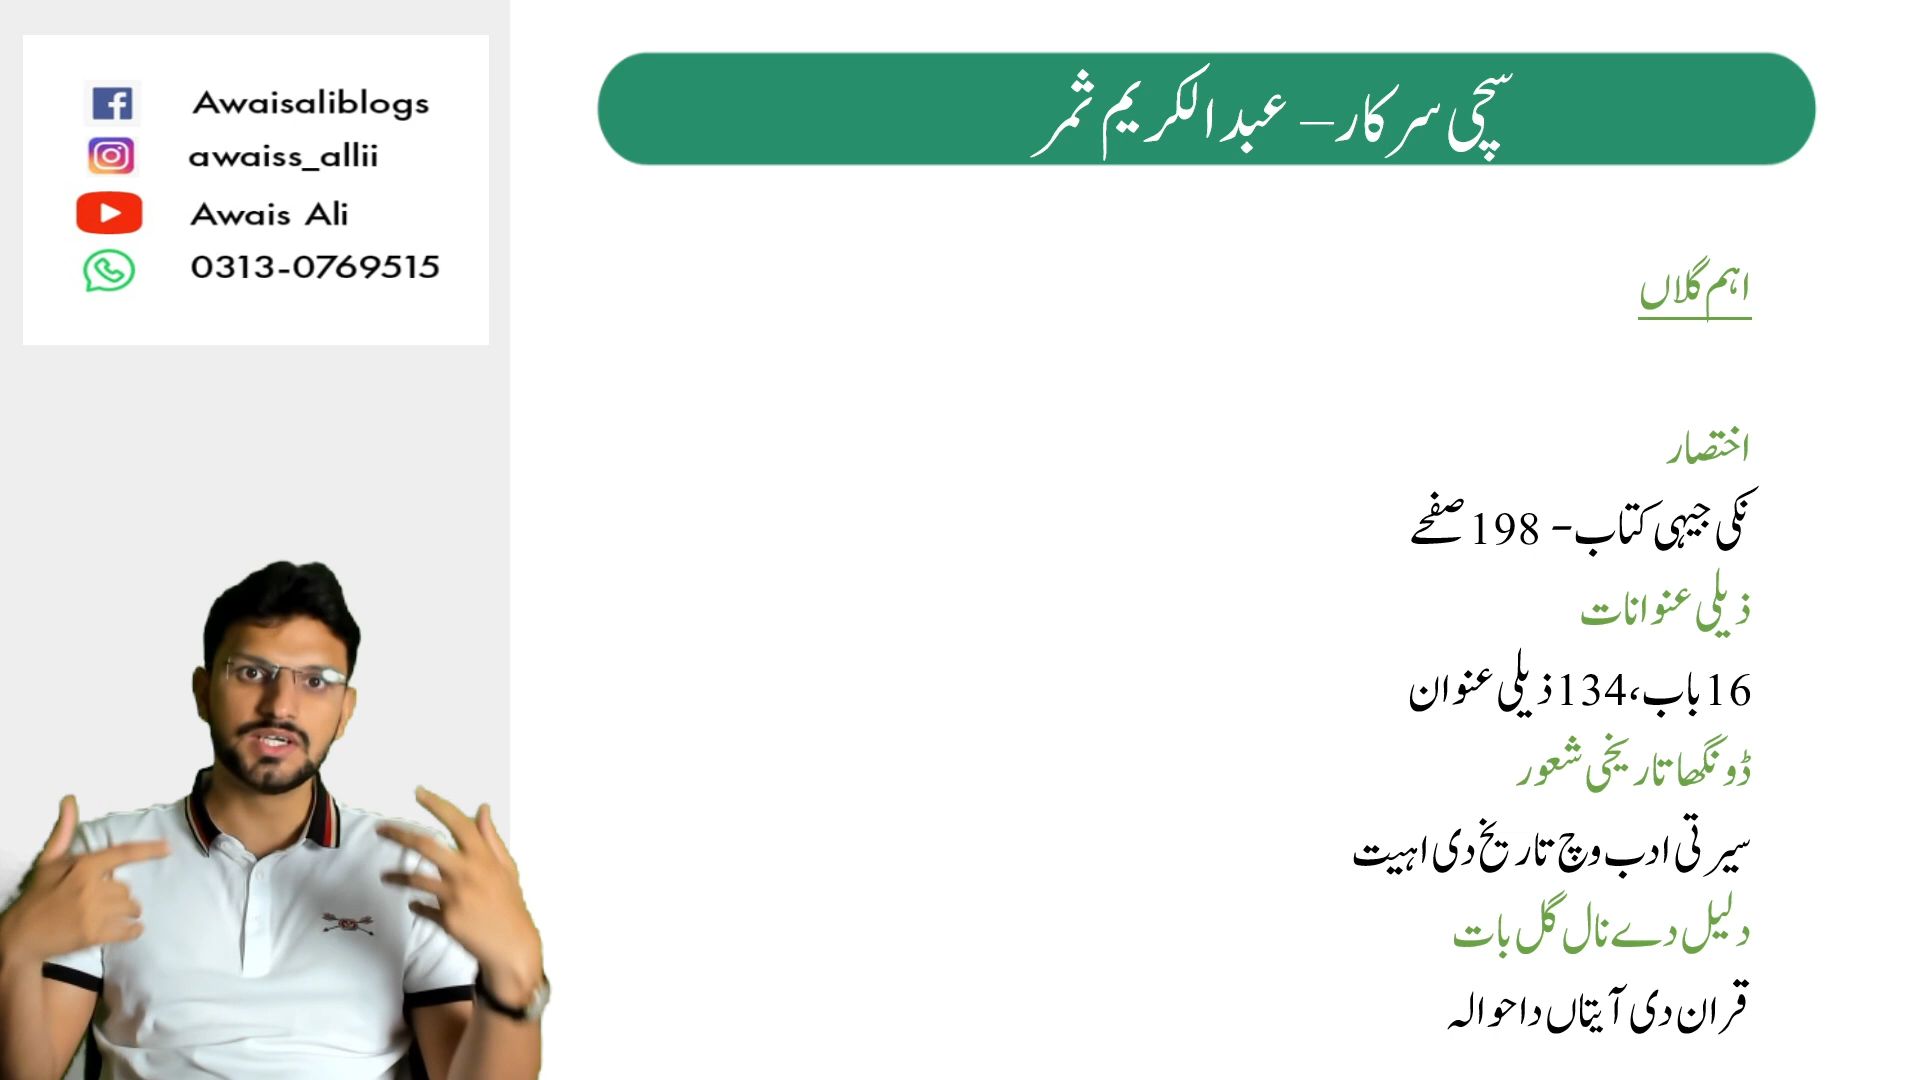 Awaisaliblogs
awaiss_allii
Awais Ali
0313-0769515
سچی سرکار – عبدالکریم ثمر
اہم گلاں
اختصار
نکی جیہی کتاب - 198 صفحے
ذیلی عنوانات
16 باب، 134 ذیلی عنوان
ڈونگھا تاریخی شعور
سیرتی ادب وچ تاریخ دی اہیت
دلیل دے نال گل بات
قران دی آیتاں دا حوالہ